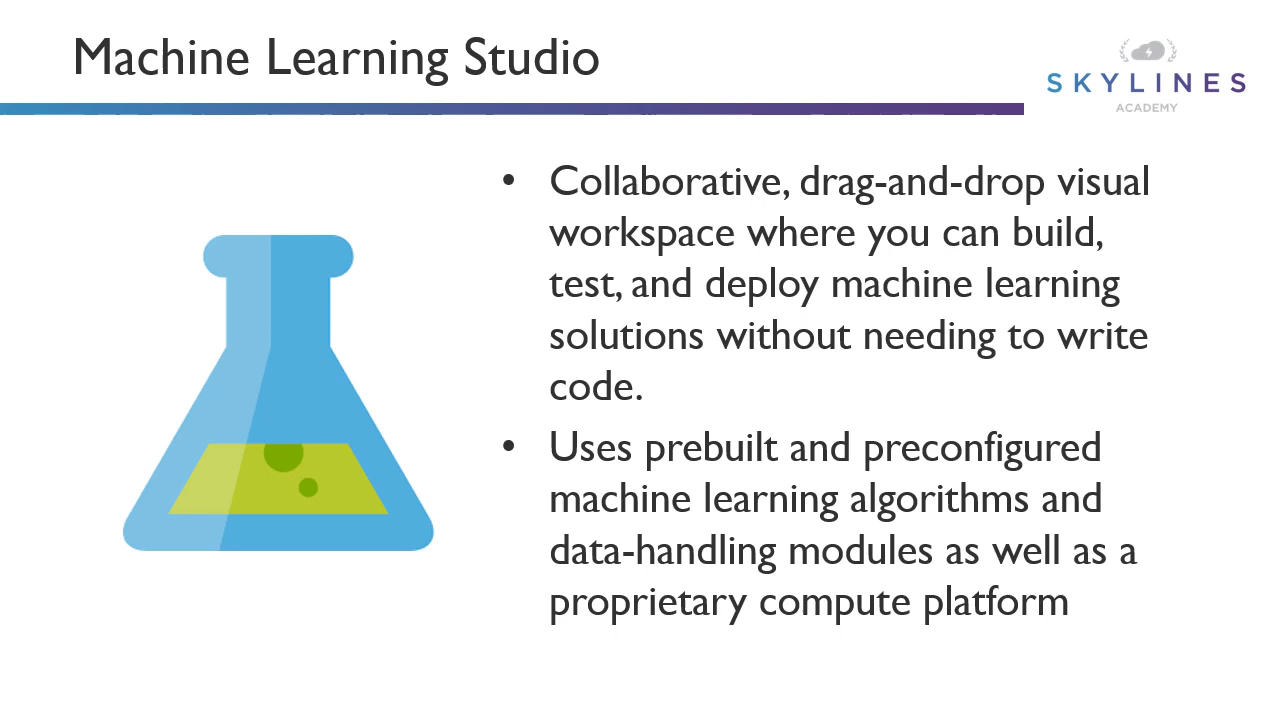 Machine Learning Studio
SKYLINES
ACADEMY
• Collaborative, drag-and-drop visual
workspace where you can build,
test, and deploy machine learning
solutions without needing to write
code.
• Uses prebuilt and preconfigured
machine learning algorithms and
data-handling modules as well as a
proprietary compute platform